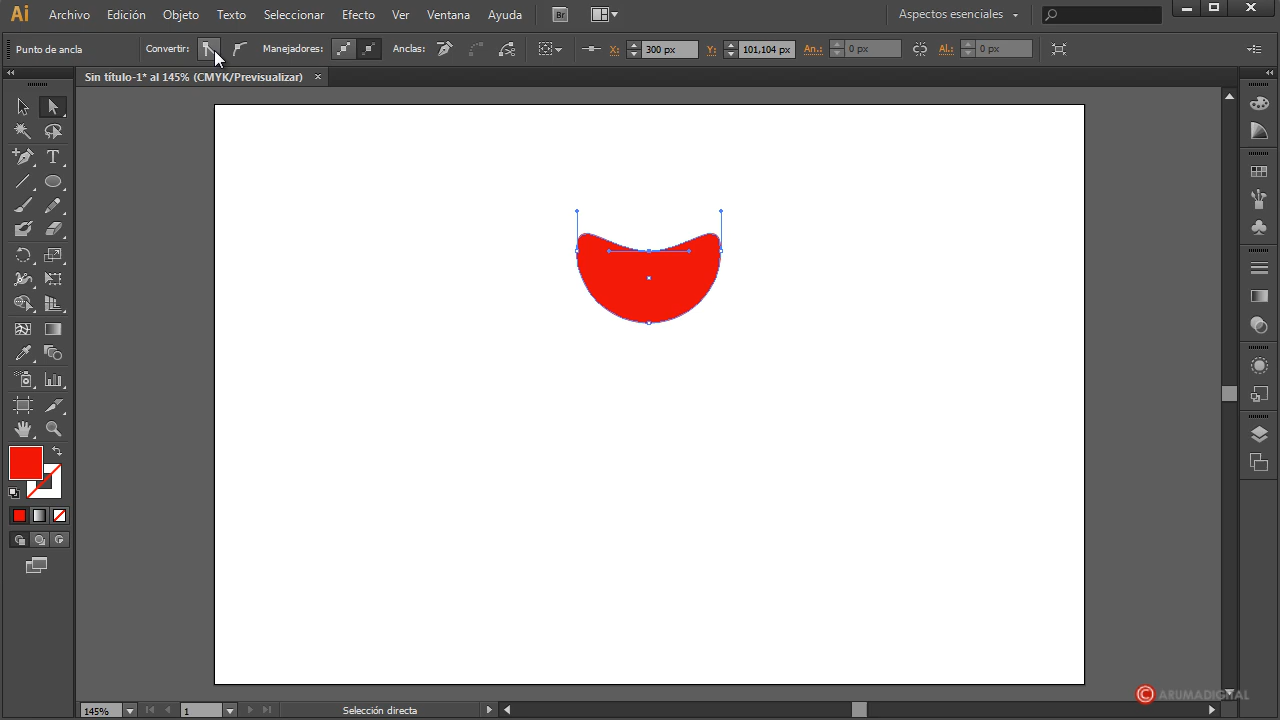 Ai Archivo Edición Objeto Texto Seleccionar Efecto Ver Ventana Ayuda Br Aspectos esenciales
Punto de ancla Convertir: Manejadores: Anclas: X: 300 px Y: 101,104 px An.: 0 px Al.: 0 px
Sin título-1* al 145% (CMYK/Previsualizar) ×
T
145% 1 Selección directa
© ARUMADIGITAL